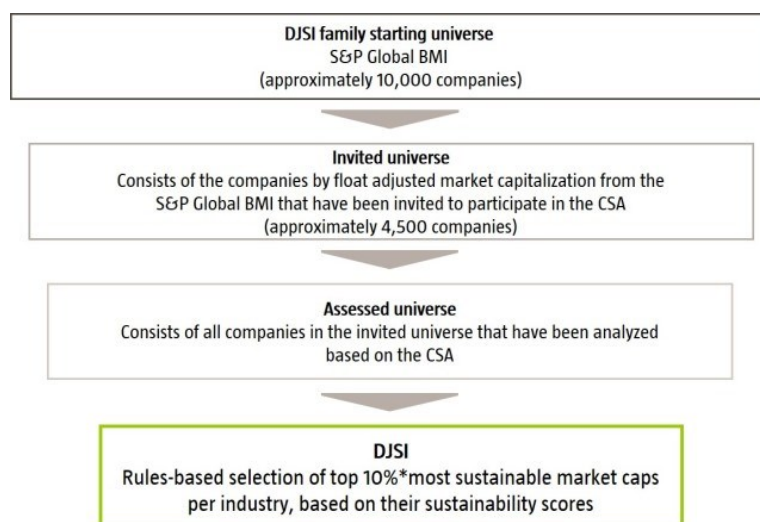 DJSI family starting universe
S&P Global BMI
(approximately 10,000 companies)
Invited universe
Consists of the companies by float adjusted market capitalization from the
S&P Global BMI that have been invited to participate in the CSA
(approximately 4,500 companies)
Assessed universe
Consists of all companies in the invited universe that have been analyzed
based on the CSA
DJSI
Rules-based selection of top 10%*most sustainable market caps
per industry, based on their sustainability scores